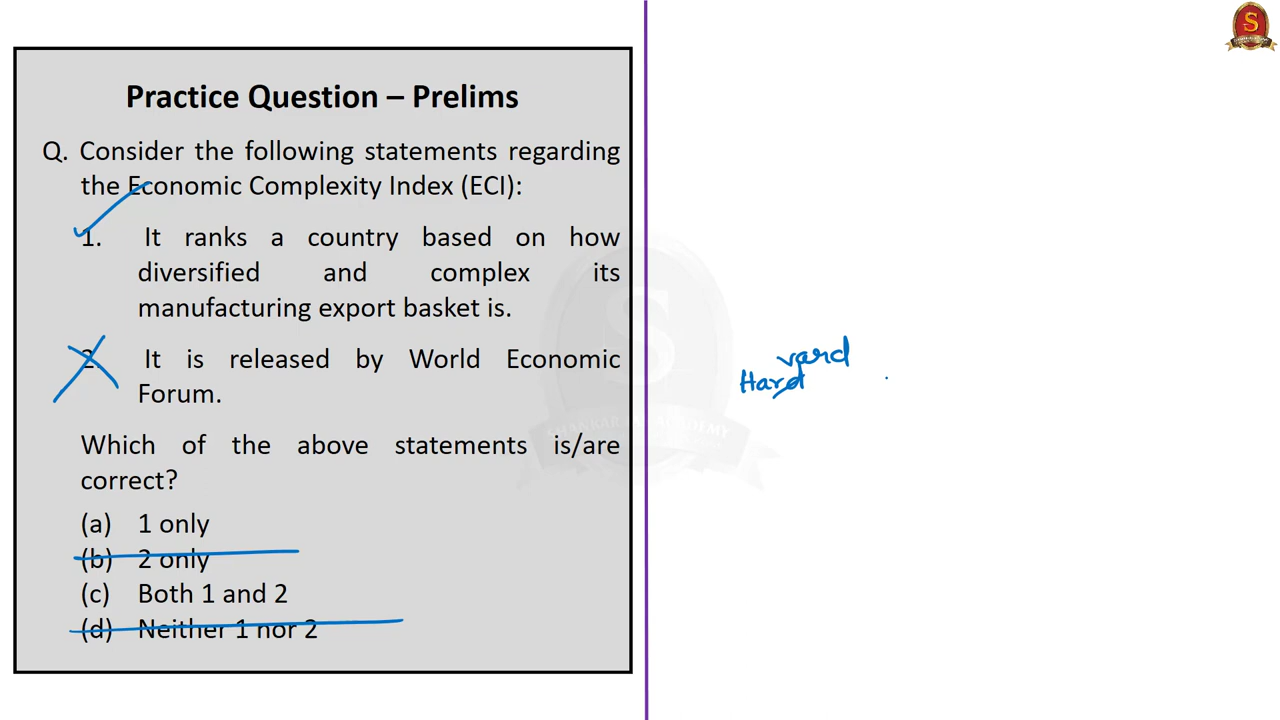 Practice Question – Prelims
Q. Consider the following statements regarding
the Economic Complexity Index (ECI):
1. It ranks a country based on how
diversified and complex its
manufacturing export basket is.
2. It is released by World Economic
Forum.
Which of the above statements is/are
correct?
(a) 1 only
(b) 2 only
(c) Both 1 and 2
(d) Neither 1 nor 2
S
vard
Hard
S
SHANKAR IAS ACADEMY